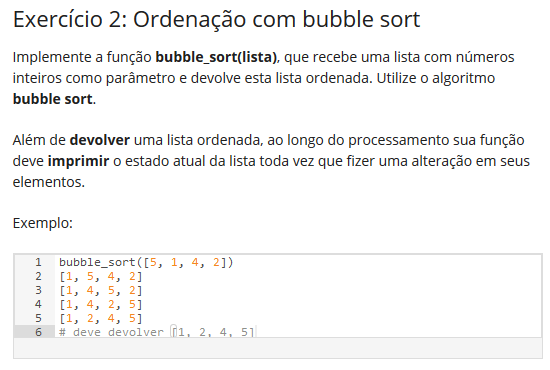 Exercício 2: Ordenação com bubble sort
Implemente a função bubble_sort(lista), que recebe uma lista com números
inteiros como parâmetro e devolve esta lista ordenada. Utilize o algoritmo
bubble sort.
Além de devolver uma lista ordenada, ao longo do processamento sua função
deve imprimir o estado atual da lista toda vez que fizer uma alteração em seus
elementos.
Exemplo:
1 bubble_sort([5, 1, 4, 2])
2 [1, 5, 4, 2]
3 [1, 4, 5, 2]
4 [1, 4, 2, 5]
5 [1, 2, 4, 5]
6 # deve devolver [1, 2, 4, 5]